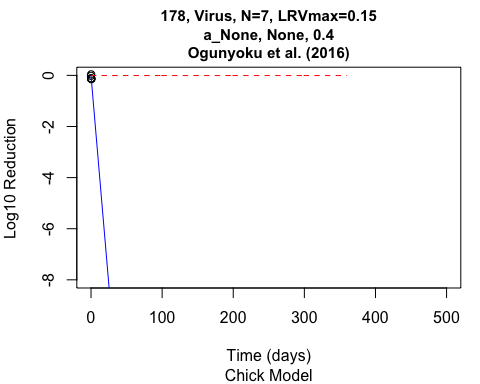 178, Virus, N=7, LRVmax=0.15
a_None, None, 0.4
Ogunyoku et al. (2016)
Log10 Reduction
0
-2
-4
-6
-8
0 100 200 300 400 500
Time (days)
Chick Model